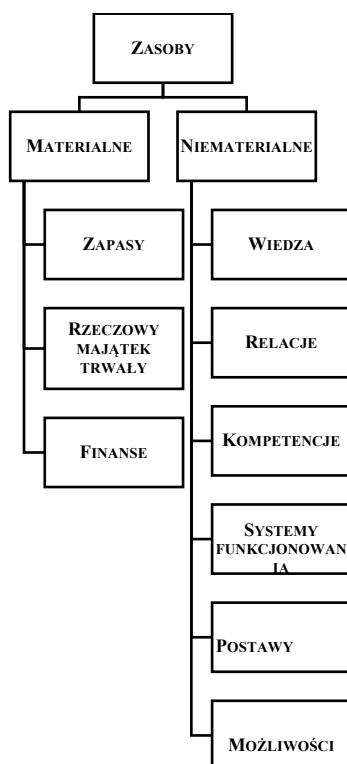 ZASOBY
MATERIALNE
NIEMATERIALNE
ZAPASY
RZECZOWY
MAJĄTEK
TRWAŁY
FINANSE
WIEDZA
RELACJE
KOMPETENCJE
SYSTEMY
FUNKCJONOWAN
IA
POSTAWY
MOŻLIWOŚCI